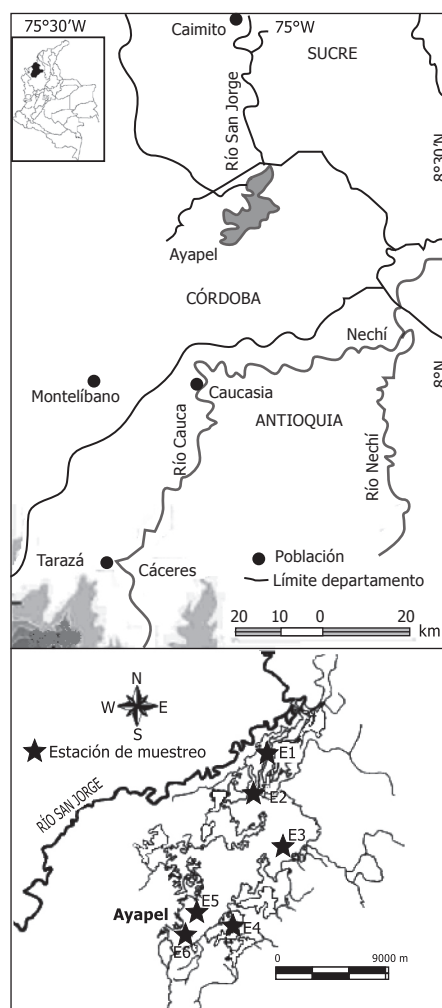 75°30'W
75°W
Caimito
SUCRE
Río San Jorge
8°30'N
Ayapel
CÓRDOBA
Nechí
8°N
Montelíbano
Caucasia
Río Cauca
ANTIOQUIA
Río Nechí
Tarazá
Cáceres
Población
Límite departamento
20 10 0 20
km
N
W E
S
Estación de muestreo
E1
RÍO SAN JORGE
E2
E3
E5
Ayapel
E4
E6
0 9000 m